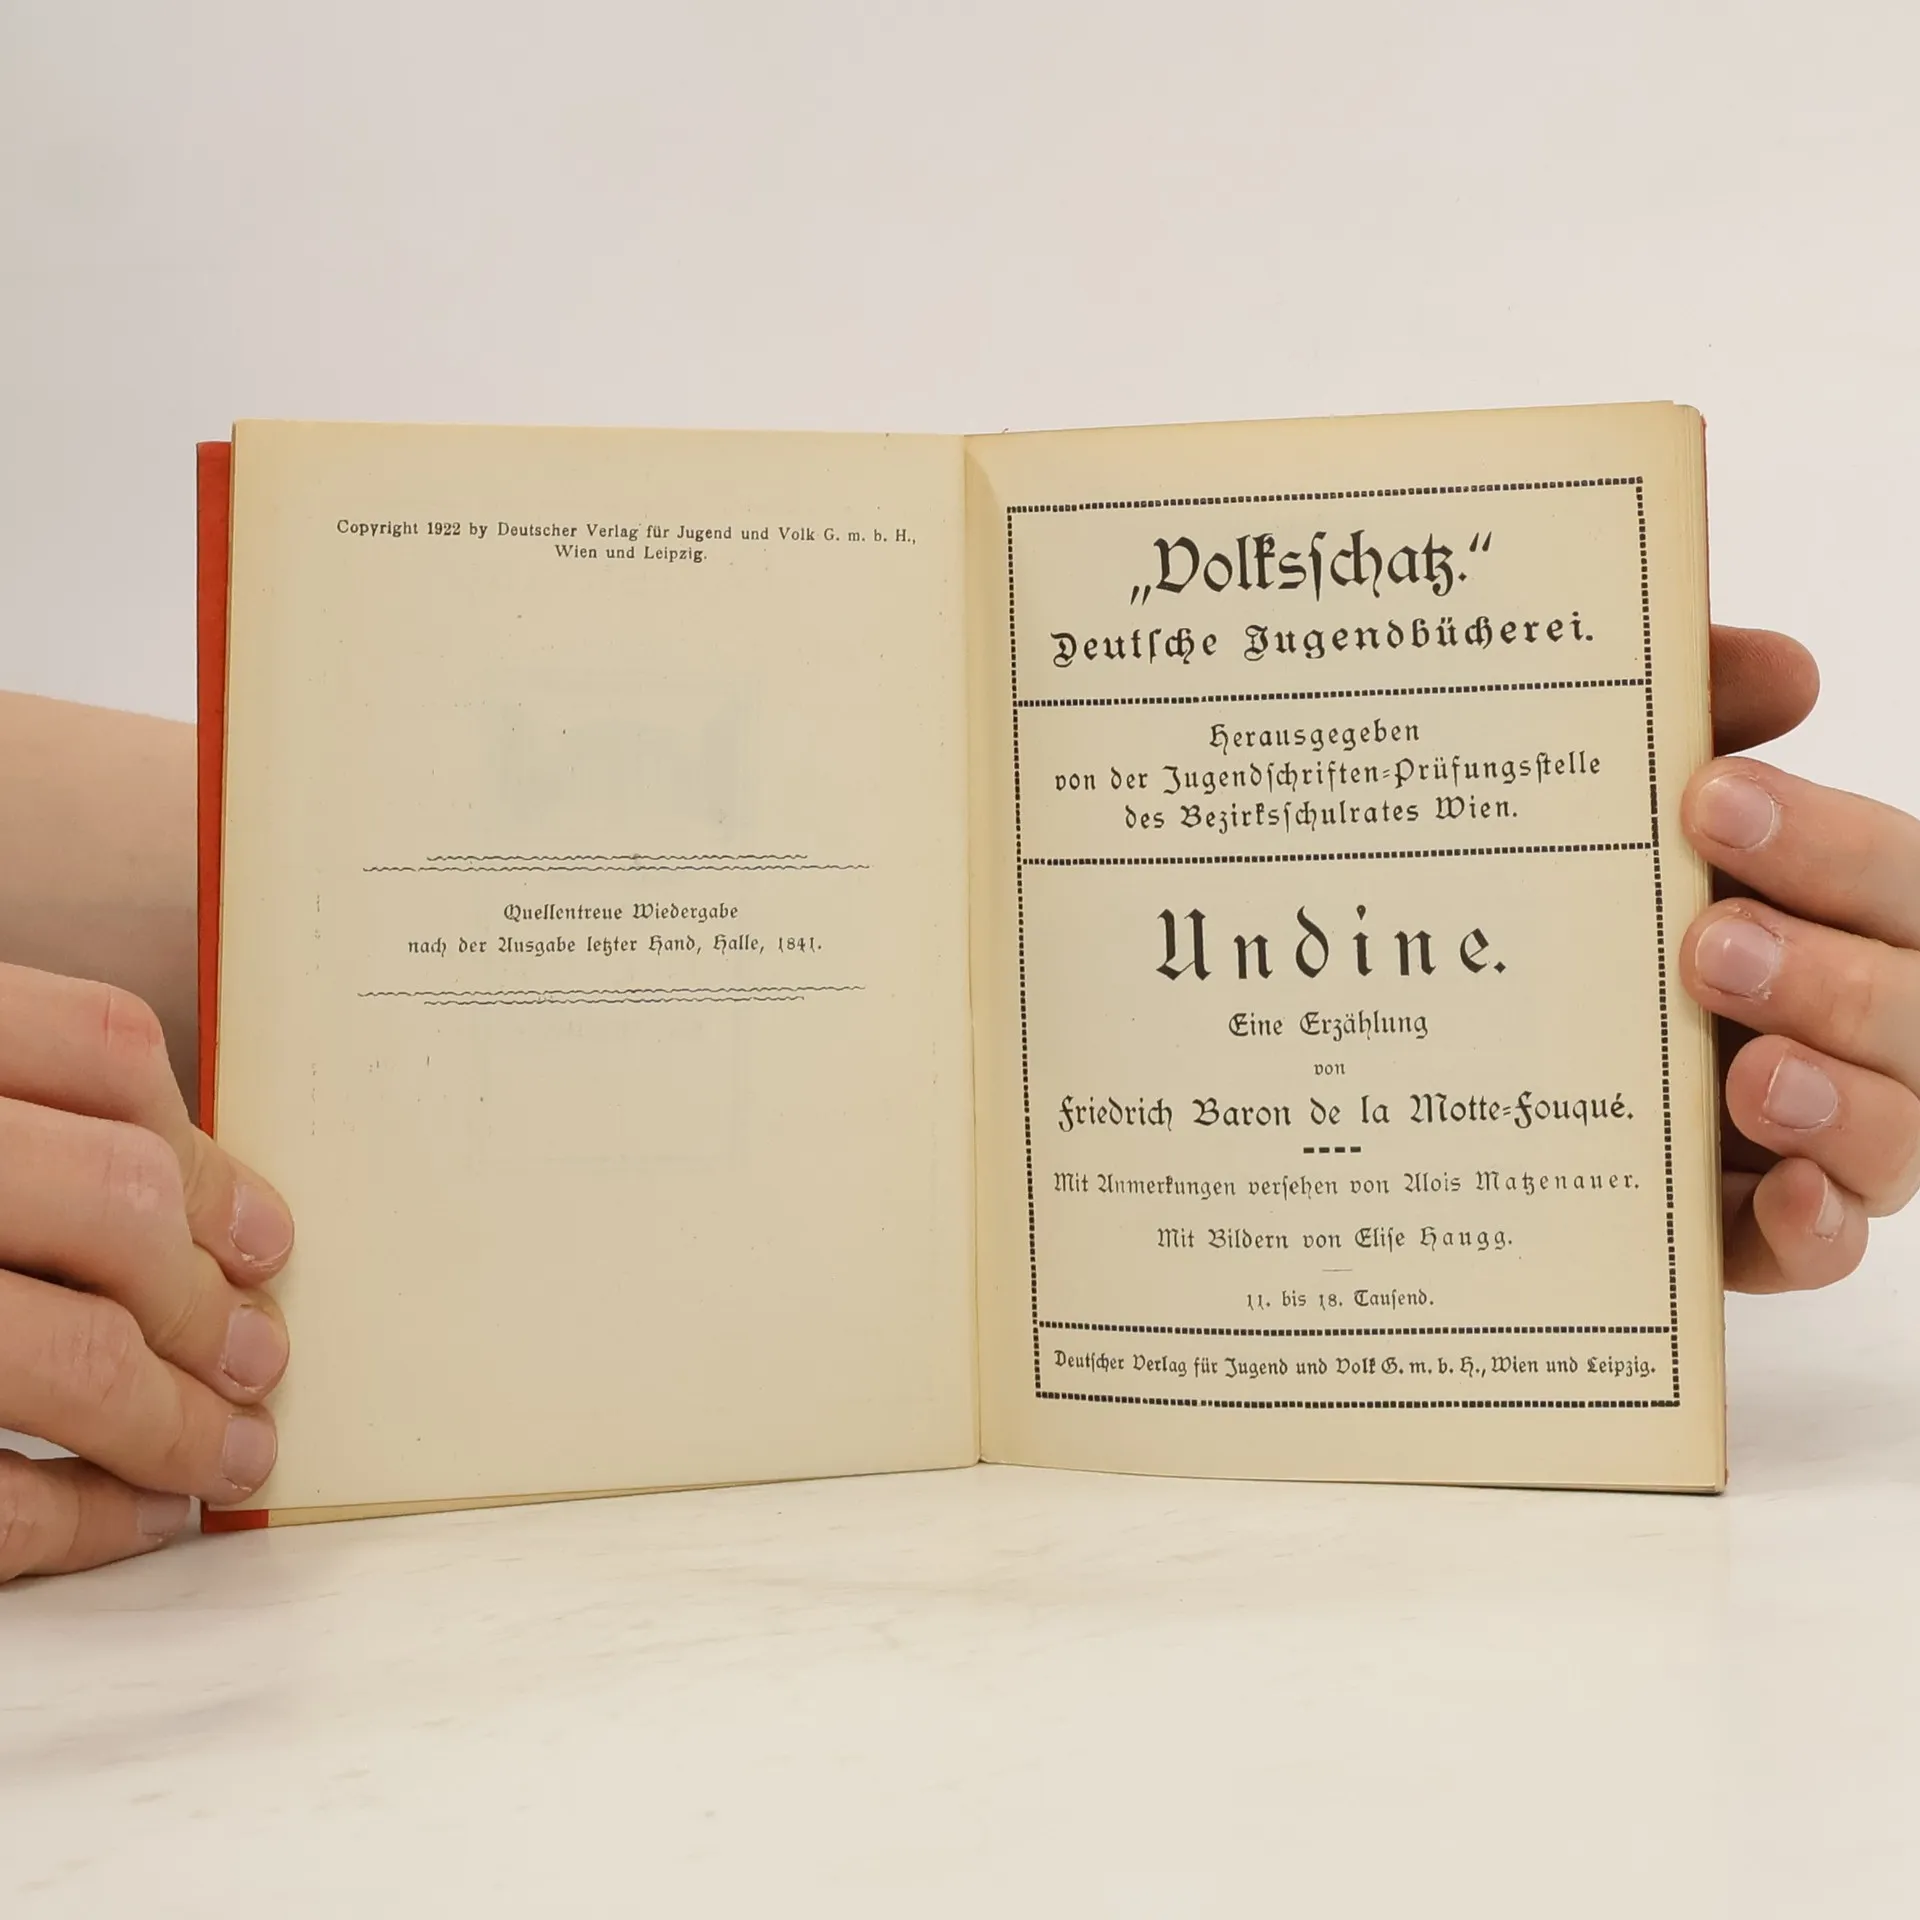 Copyright 1922 by Deutscher Verlag für Jugend und Volk G. m. b. H.,
Wien und Leipzig.
Quellentreue Wiedergabe
nach der Ausgabe letzter Hand, Halle, 1841.
„Volksſchatz.“
Deutſche Jugendbücherei.
Herausgegeben
von der Jugendſchriften-Prüfungsſtelle
des Bezirksſchulrates Wien.
Undine.
Eine Erzählung
von
Friedrich Baron de la Motte-Fouqué.
Mit Anmerkungen verſehen von Alois Matzenauer.
Mit Bildern von Eliſe Haugg.
11. bis 18. Tauſend.
Deutſcher Verlag für Jugend und Volk G. m. b. H., Wien und Leipzig.